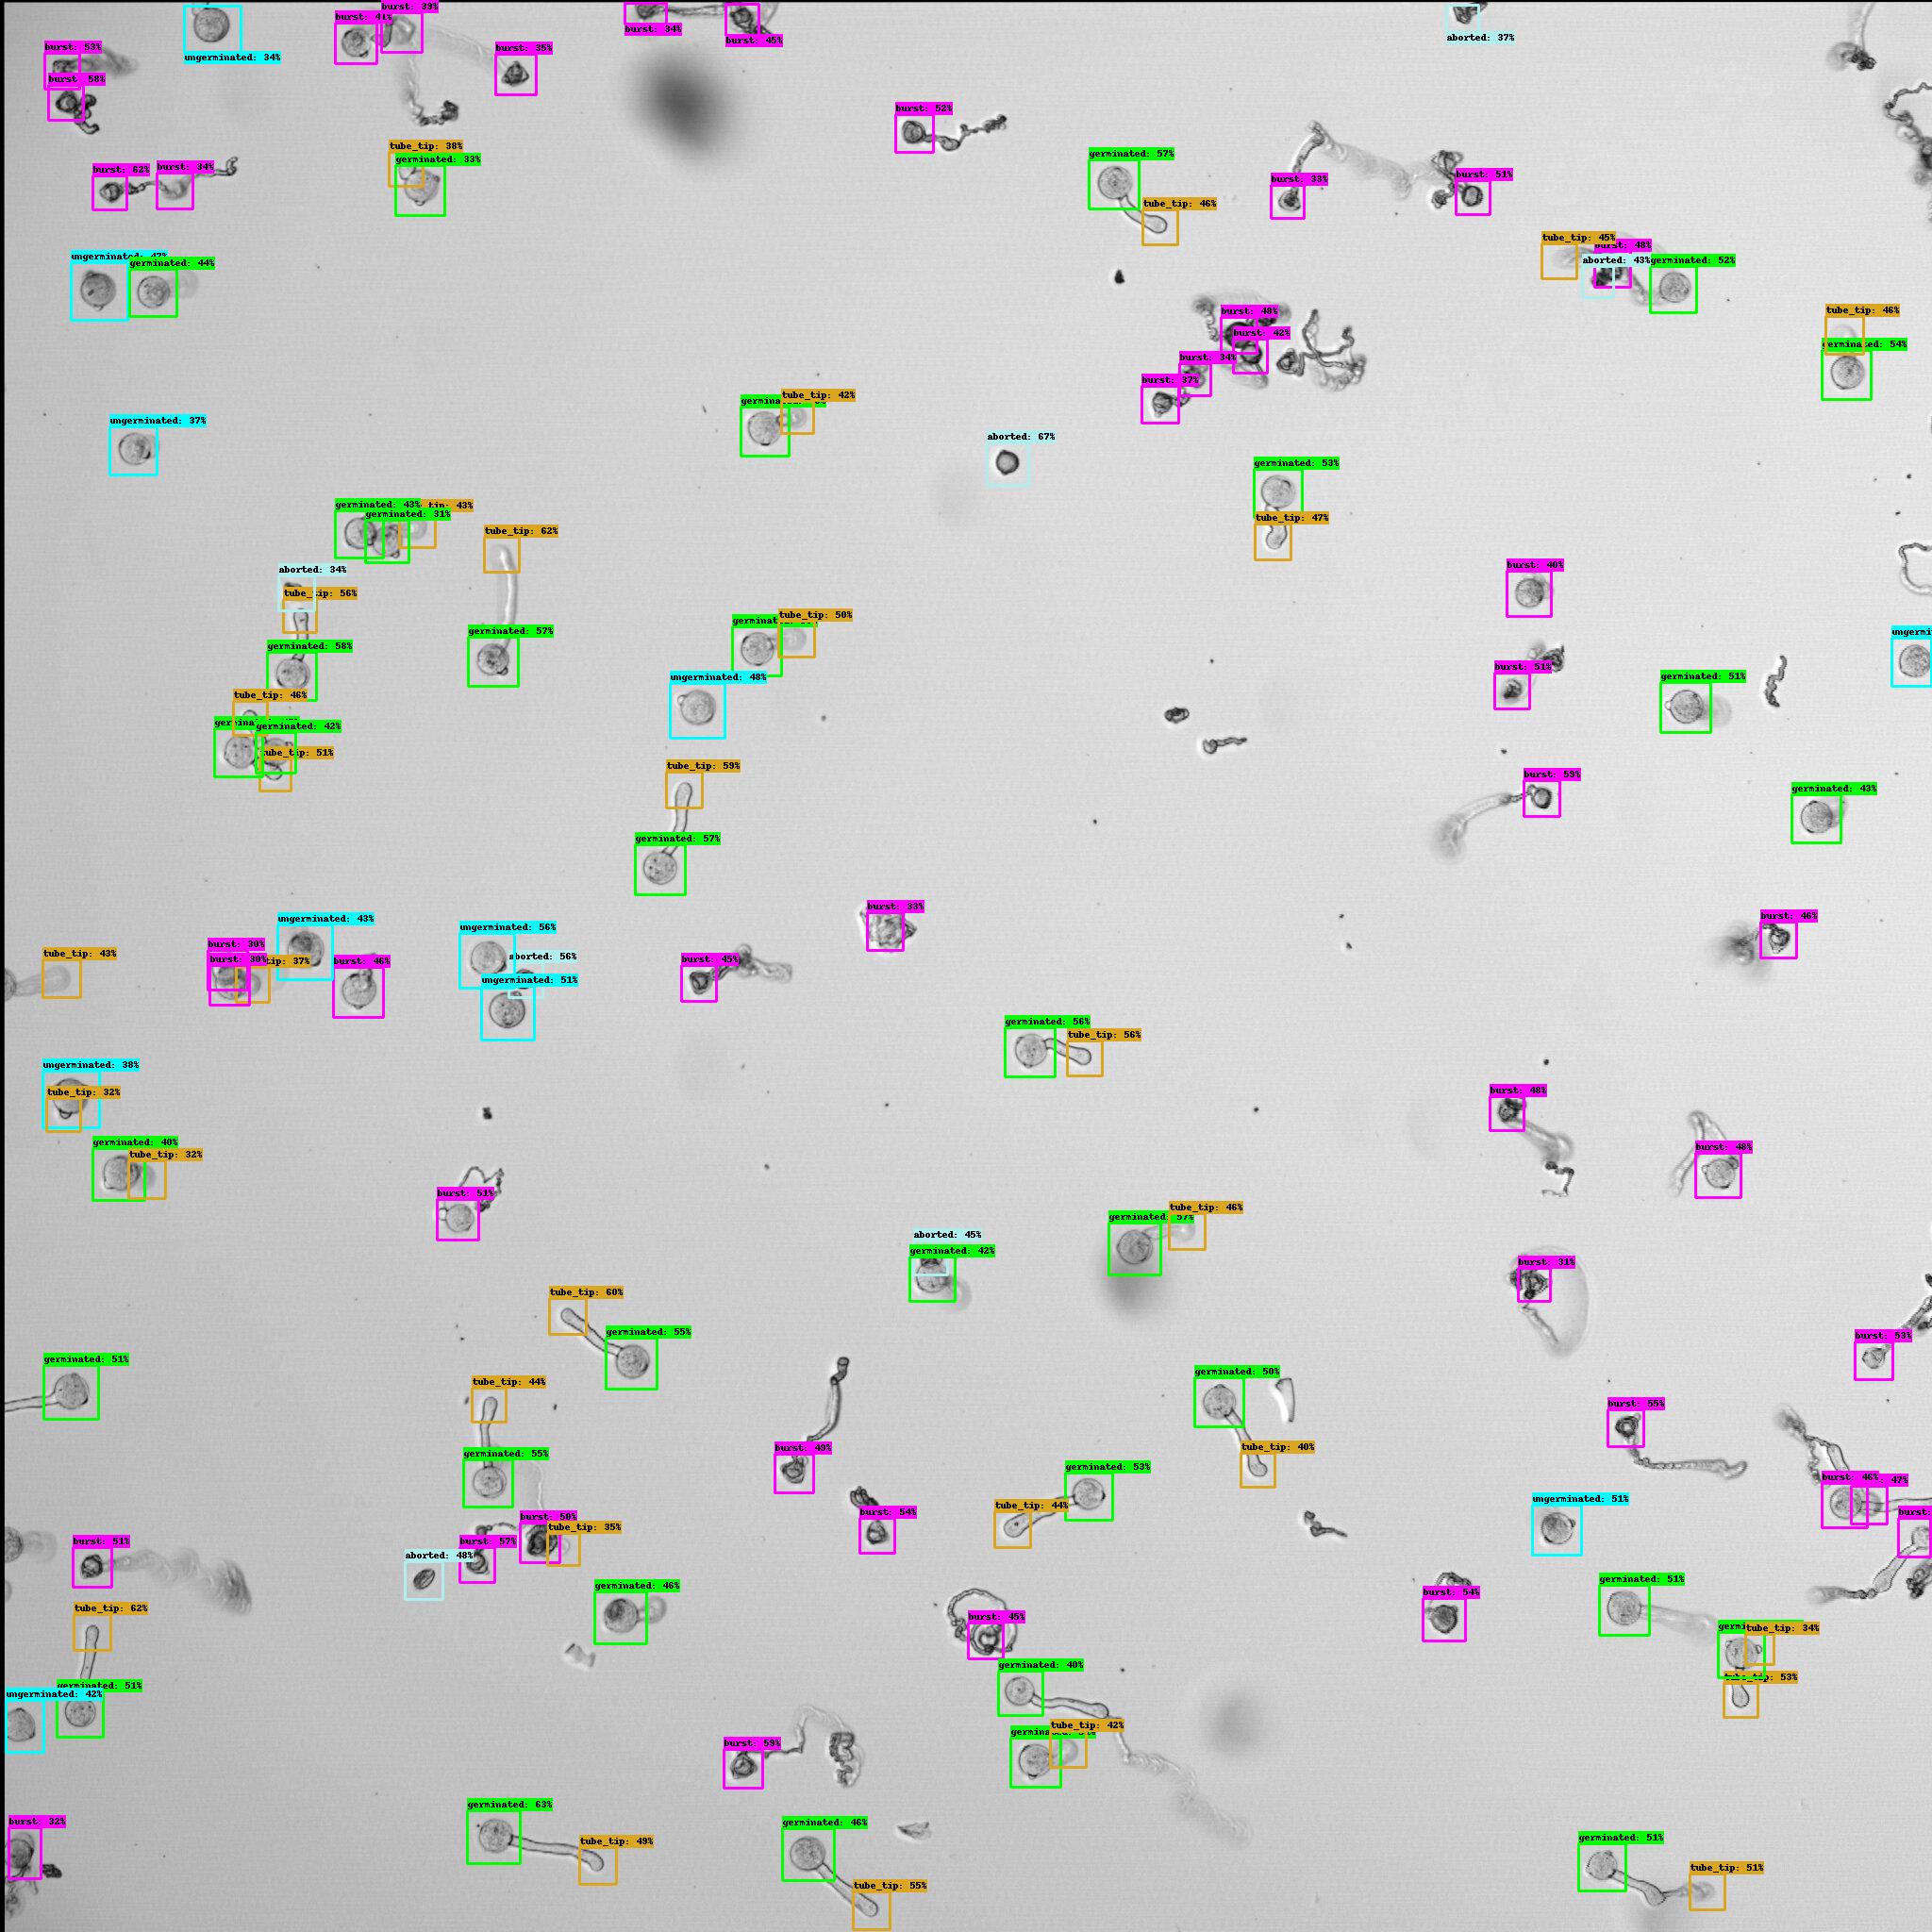 burst: 39%
burst: 34%
burst: 45%
aborted: 37%
burst: 53%
ungerminated: 34%
burst: 35%
burst: 58%
burst: 52%
tube_tip: 38%
germinated: 33%
germinated: 57%
burst: 62%
burst: 34%
burst: 33%
burst: 51%
tube_tip: 46%
tube_tip: 45%
burst: 48%
aborted: 43%
germinated: 52%
germinated: 44%
tube_tip: 46%
germinated: 54%
burst: 48%
burst: 42%
burst: 34%
burst: 37%
tube_tip: 42%
ungerminated: 37%
aborted: 67%
germinated: 53%
germinated: 43%
germinated: 31%
tube_tip: 47%
tube_tip: 62%
aborted: 34%
tube_tip: 56%
burst: 40%
tube_tip: 50%
germinated: 57%
germinated: 58%
ungerminated: 48%
burst: 51%
germinated: 51%
tube_tip: 46%
germinated: 42%
tube_tip: 51%
tube_tip: 59%
burst: 59%
germinated: 43%
germinated: 57%
burst: 33%
ungerminated: 43%
ungerminated: 56%
burst: 46%
burst: 30%
tube_tip: 43%
burst: 30%
burst: 46%
aborted: 56%
burst: 45%
ungerminated: 51%
germinated: 56%
tube_tip: 56%
ungerminated: 38%
tube_tip: 32%
burst: 48%
germinated: 40%
tube_tip: 32%
burst: 48%
burst: 51%
tube_tip: 46%
germinated: 57%
aborted: 45%
germinated: 42%
burst: 31%
tube_tip: 60%
germinated: 55%
burst: 53%
germinated: 51%
tube_tip: 44%
germinated: 50%
burst: 55%
germinated: 55%
burst: 49%
tube_tip: 40%
germinated: 53%
burst: 46%
47%
tube_tip: 44%
ungerminated: 51%
burst: 54%
burst: 50%
tube_tip: 35%
burst: 51%
burst: 57%
aborted: 48%
germinated: 46%
germinated: 51%
burst: 54%
tube_tip: 62%
burst: 45%
tube_tip: 34%
germinated: 40%
tube_tip: 53%
germinated: 51%
ungerminated: 42%
tube_tip: 42%
burst: 59%
germinated: 63%
burst: 32%
germinated: 46%
tube_tip: 49%
germinated: 51%
tube_tip: 51%
tube_tip: 55%